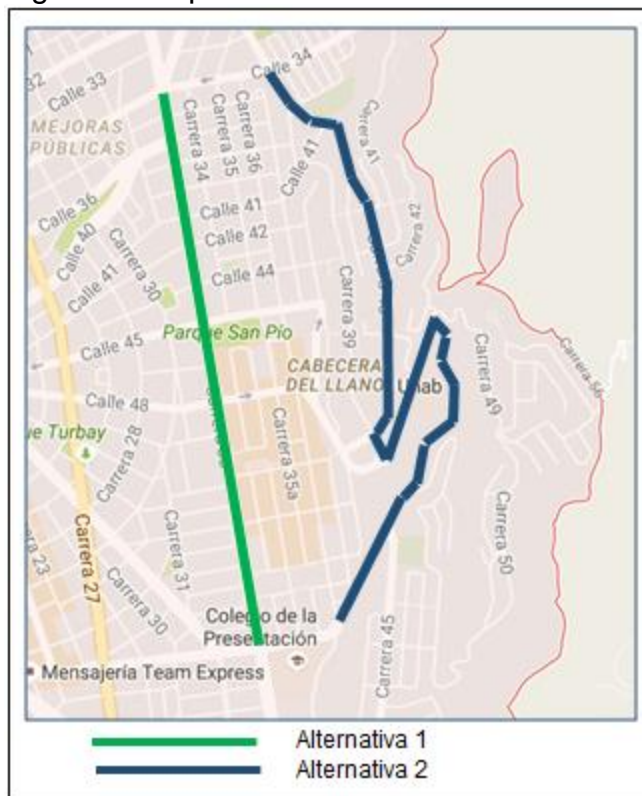 Calle 34
Calle 33
32
MEJORAS
PÚBLICAS
Carrera 34
Carrera 35
Carrera 36
Calle 41
Carrera 41
Calle 36
Calle 40
Calle 41
Carrera 30
Calle 41
Calle 42
Calle 44
Carrera 42
Carrera 39
Parque San Pío
Calle 45
CABECERA
DEL LLANO
Unab
Carrera 49
Carrera 56
Calle 48
ue Turbay
Carrera 28
Carrera 35a
Carrera 27
Carrera 31
Carrera 50
23
Carrera 30
Colegio de la
Presentación
Carrera 45
Mensajería Team Express
Alternativa 1
Alternativa 2